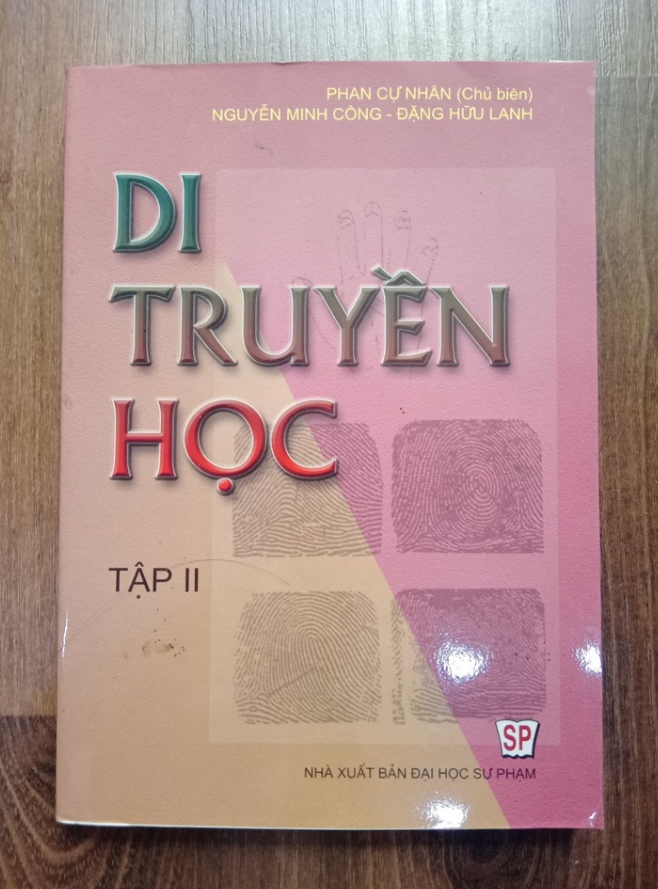 PHAN CỰ NHÂN (Chủ biên)
NGUYỄN MINH CÔNG - ĐẶNG HỮU LANH
DI
TRUYỀN
HỌC
TẬP II
SP
NHÀ XUẤT BẢN ĐẠI HỌC SƯ PHẠM